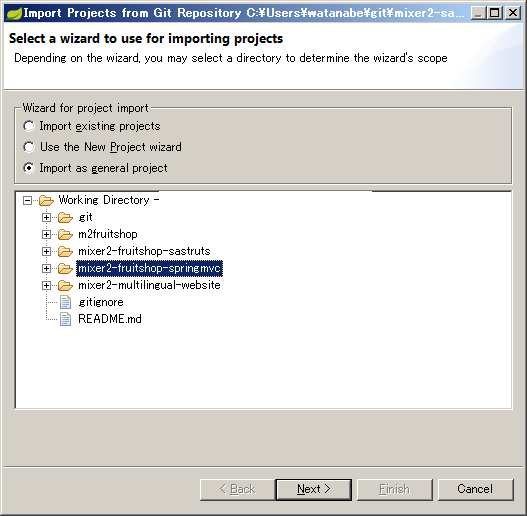 Import Projects from Git Repository C:¥Users¥watanabe¥git¥mixer2-sa...
Select a wizard to use for importing projects
Depending on the wizard, you may select a directory to determine the wizard's scope
Wizard for project import
Import existing projects
Use the New Project wizard
Import as general project
Working Directory -
.git
m2fruitshop
mixer2-fruitshop-sastruts
mixer2-fruitshop-springmvc
mixer2-multilingual-website
.gitignore
README.md
< Back Next > Finish Cancel